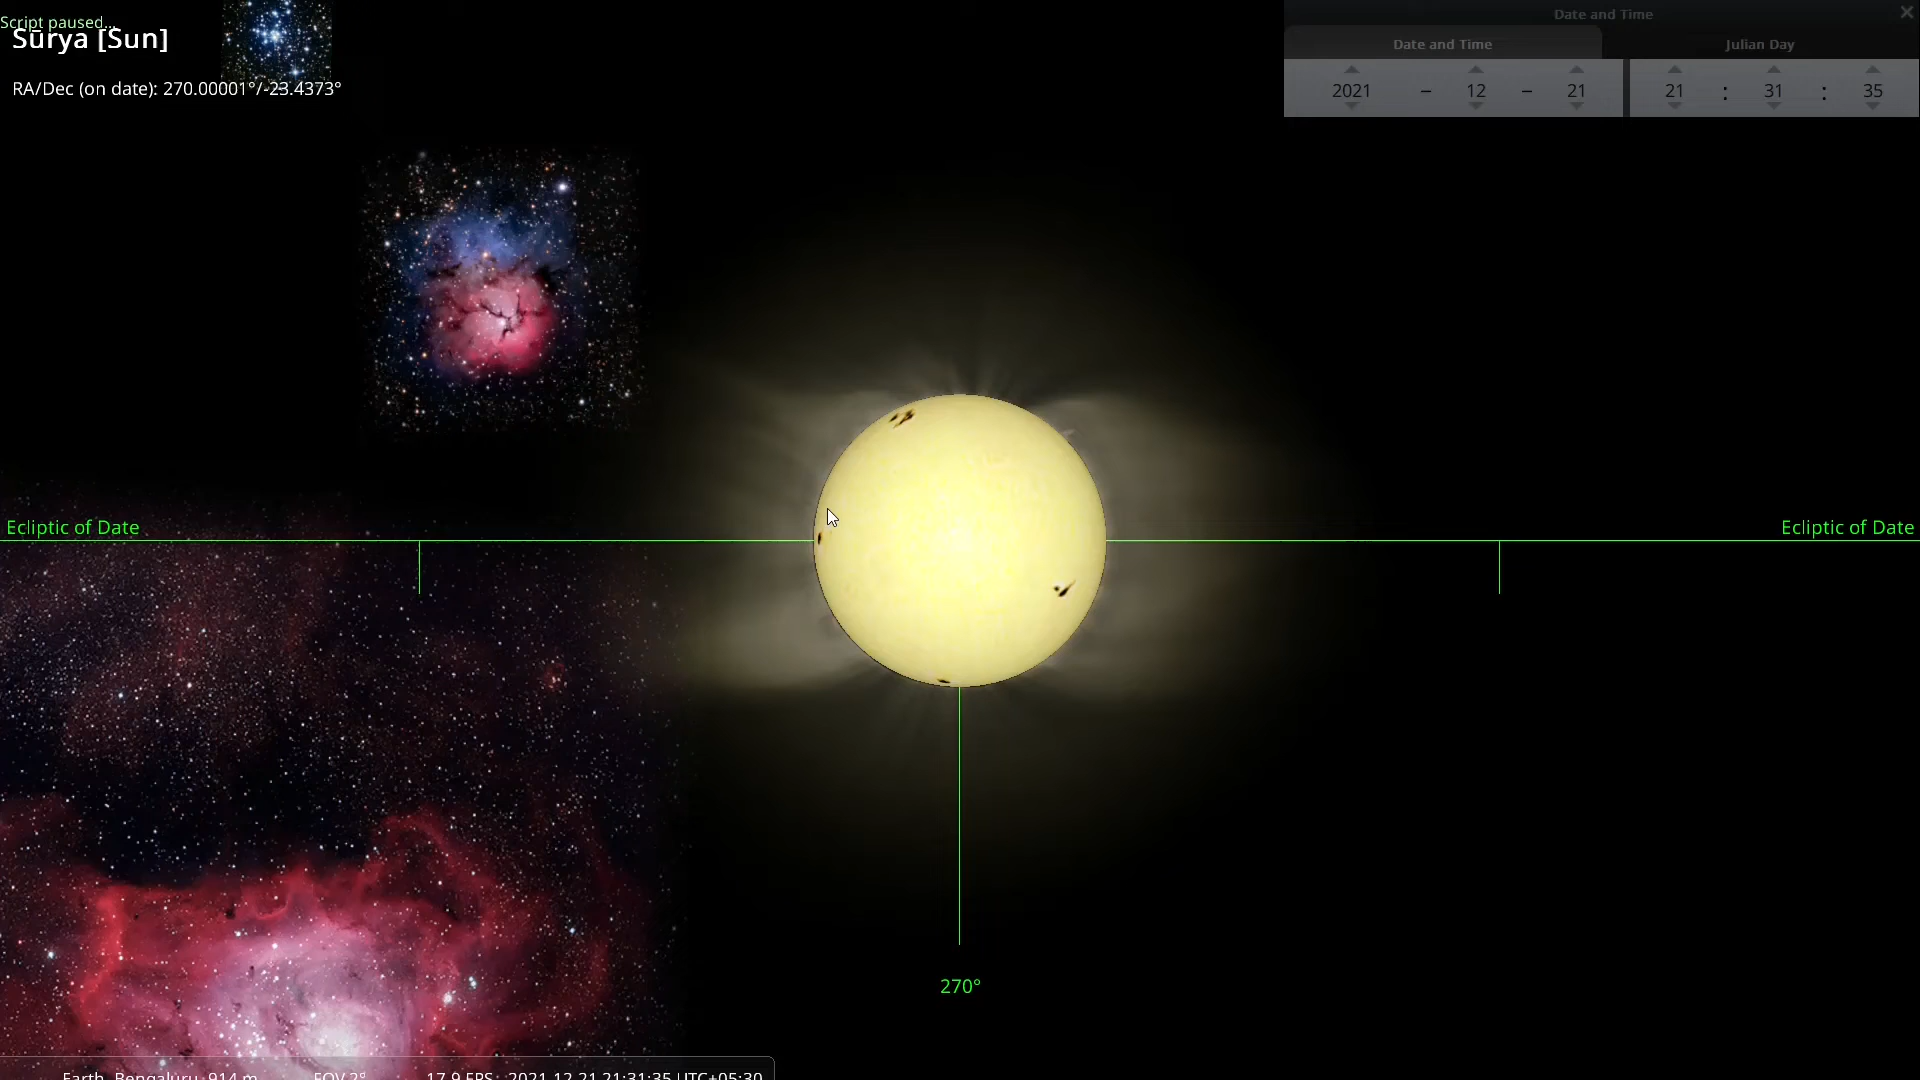 Script paused...
Surya [Sun]
RA/Dec (on date): 270.00001°/-23.4373°
Date and Time
Date and Time Julian Day
2021 – 12 – 21 21 : 31 : 35
Ecliptic of Date Ecliptic of Date
270°
Earth, Bengaluru, 914 m FOV 2° 17.9 FPS 2021-12-21 21:31:35 UTC+05:30